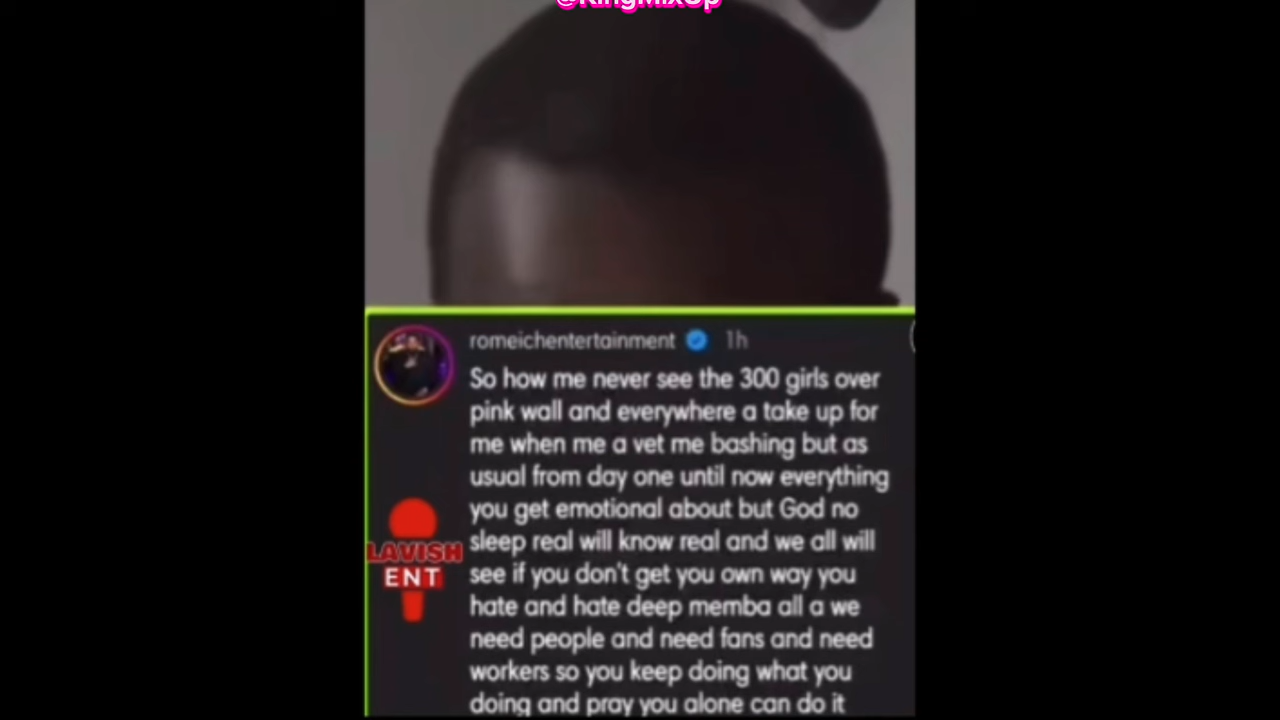 @KingMixUp
romeichentertainment 1h
So how me never see the 300 girls over
pink wall and everywhere a take up for
me when me a vet me bashing but as
usual from day one until now everything
you get emotional about but God no
sleep real will know real and we all will
see if you don't get you own way you
hate and hate deep memba all a we
need people and need fans and need
workers so you keep doing what you
doing and pray you alone can do it
LAVISH
ENT